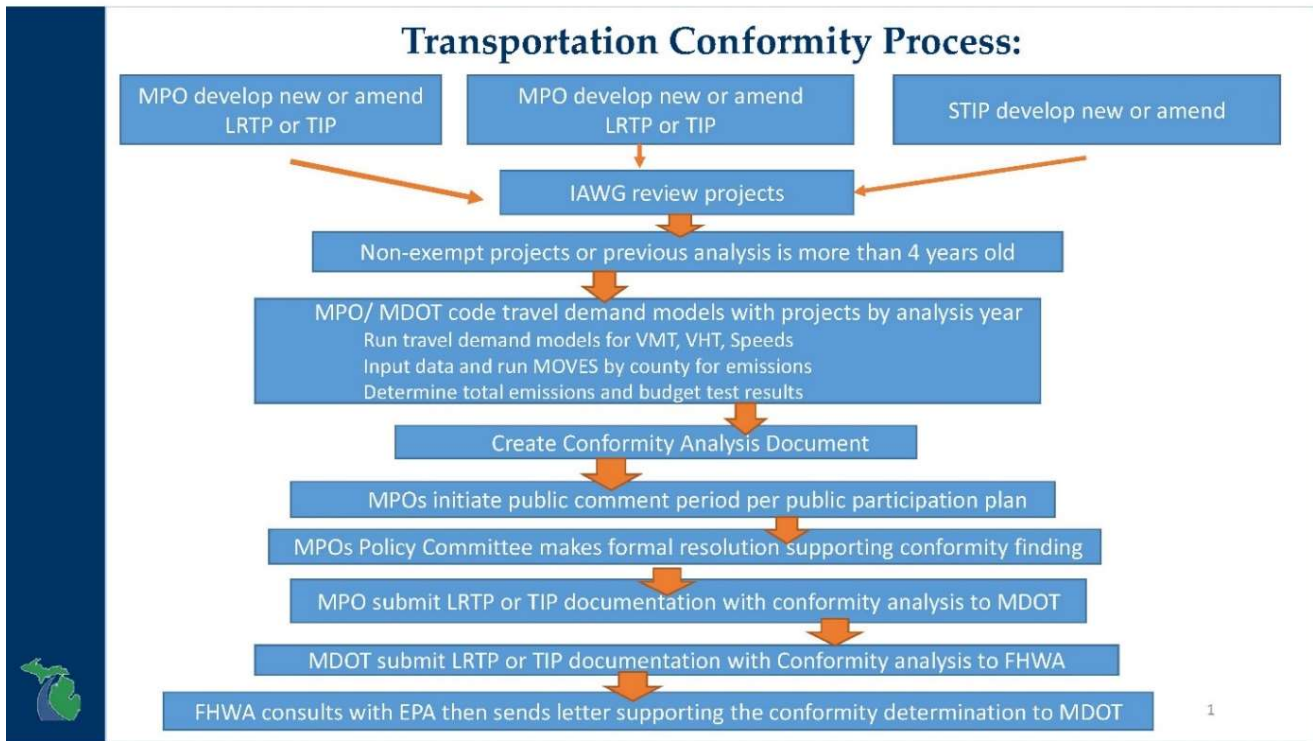 Transportation Conformity Process:
MPO develop new or amend
LRTP or TIP
MPO develop new or amend
LRTP or TIP
STIP develop new or amend
IAWG review projects
Non-exempt projects or previous analysis is more than 4 years old
MPO/ MDOT code travel demand models with projects by analysis year
Run travel demand models for VMT, VHT, Speeds
Input data and run MOVES by county for emissions
Determine total emissions and budget test results
Create Conformity Analysis Document
MPOs initiate public comment period per public participation plan
MPOs Policy Committee makes formal resolution supporting conformity finding
MPO submit LRTP or TIP documentation with conformity analysis to MDOT
MDOT submit LRTP or TIP documentation with Conformity analysis to FHWA
FHWA consults with EPA then sends letter supporting the conformity determination to MDOT
1